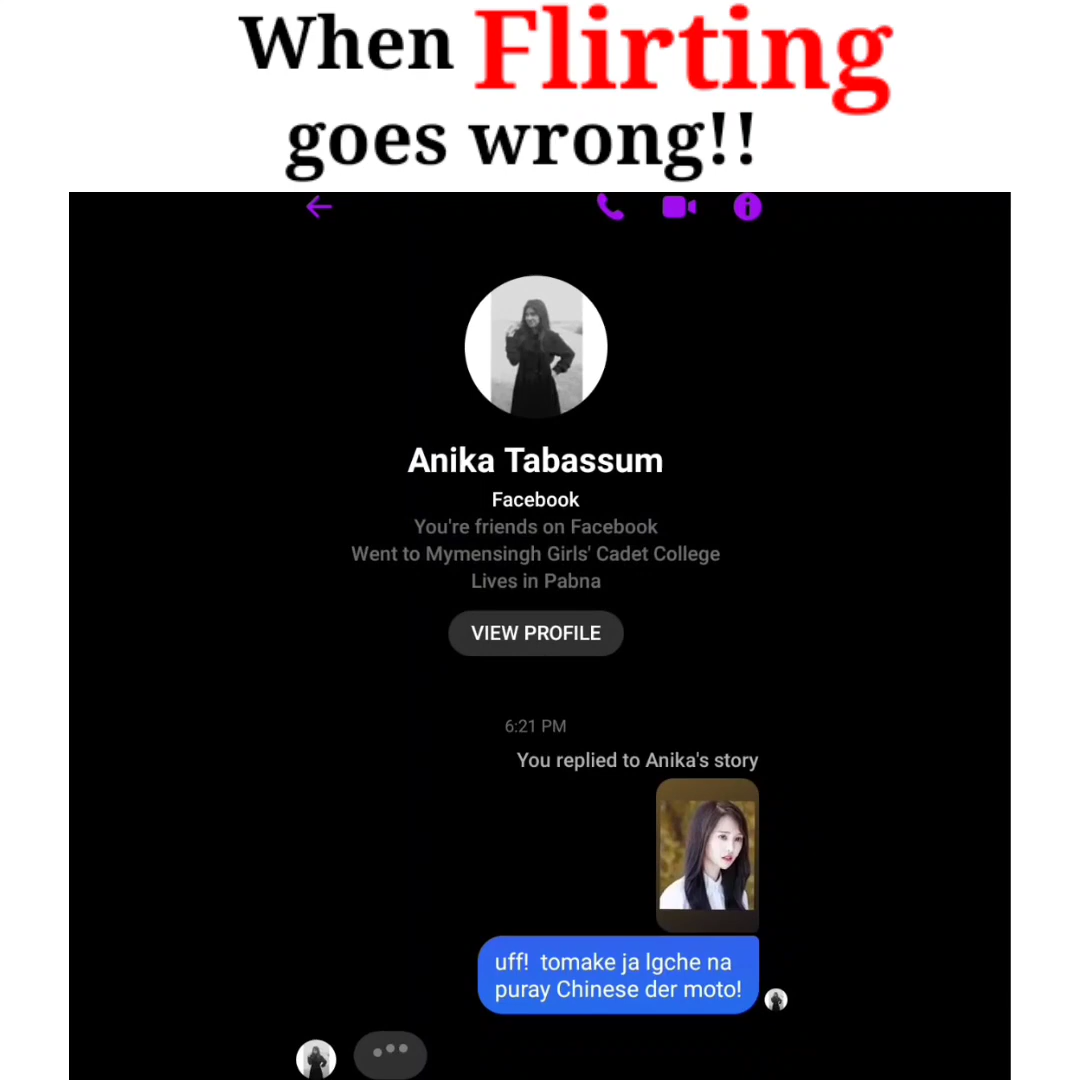 When Flirting
goes wrong!!
Anika Tabassum
Facebook
You're friends on Facebook
Went to Mymensingh Girls' Cadet College
Lives in Pabna
VIEW PROFILE
6:21 PM
You replied to Anika's story
uff! tomake ja lgche na
puray Chinese der moto!